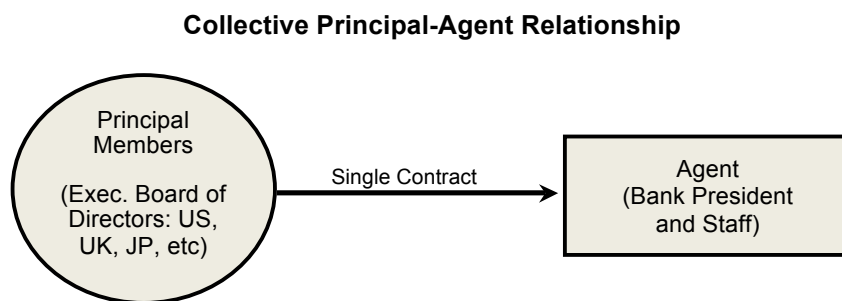 Collective Principal-Agent Relationship
Principal
Members
(Exec. Board of
Directors: US,
UK, JP, etc)
Single Contract
Agent
(Bank President
and Staff)